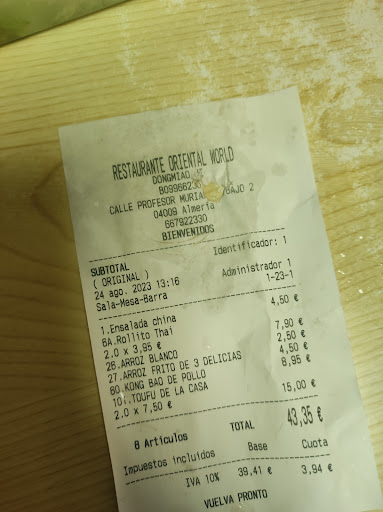 RESTAURANTE ORIENTAL WORLD
DONGMIAO
CALLE PROFESOR BAJO 2
04009 Almeria
667922330
BIENVENIDOS
Identificador: 1
SUBTOTAL
( ORIGINAL )
24 ago. 2023 13:16 Administrador 1
Sala-Mesa-Barra 1-23-1
1.Ensalada china 4,50 €
6A.Rollito Thai
2.0 x 3,95 € 7,90 €
26.ARROZ BLANCO 2,50 €
27.ARROZ FRITO DE 3 DELICIAS 4,50 €
60.KONG BAO DE POLLO 8,95 €
101.TOUFU DE LA CASA
2.0 x 7,50 € 15,00 €
8 Artículos TOTAL 43,35 €
Impuestos incluidos Base Cuota
IVA 10% 39,41 € 3,94 €
VUELVA PRONTO